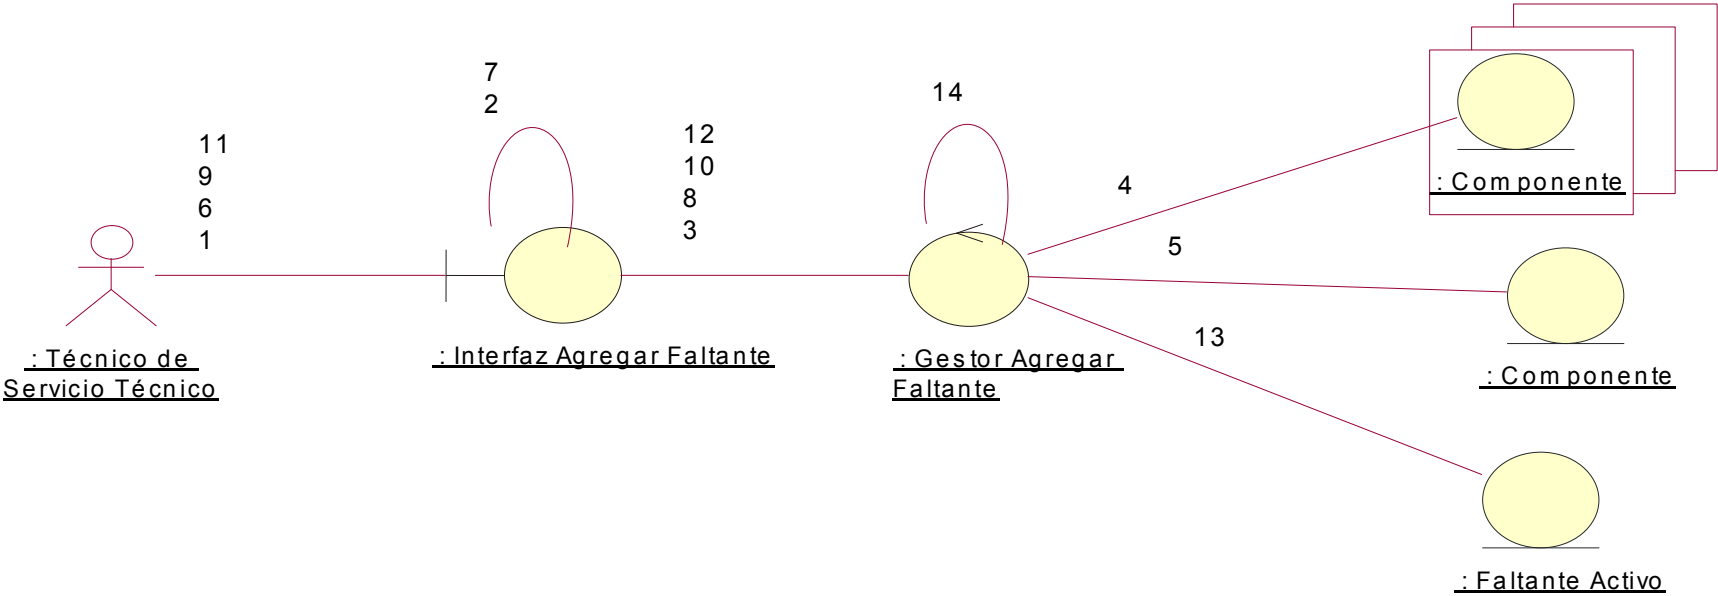 7
2
11
9
6
1
12
10
8
3
14
4
5
13
: Componente
: Técnico de
Servicio Técnico
: Interfaz Agregar Faltante
: Gestor Agregar
Faltante
: Componente
: Faltante Activo